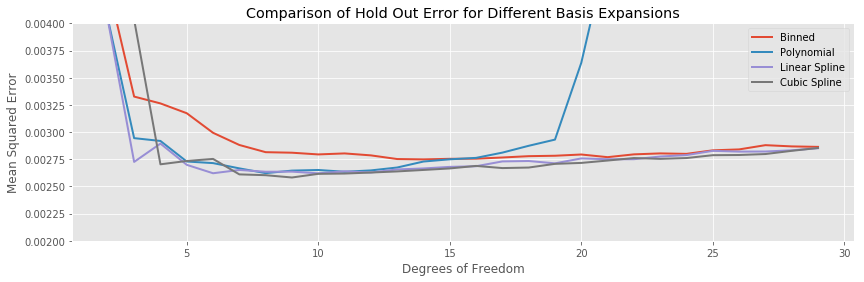 Comparison of Hold Out Error for Different Basis Expansions
Mean Squared Error
0.00400
0.00375
0.00350
0.00325
0.00300
0.00275
0.00250
0.00225
0.00200
Binned
Polynomial
Linear Spline
Cubic Spline
5
10
15
20
25
30
Degrees of Freedom